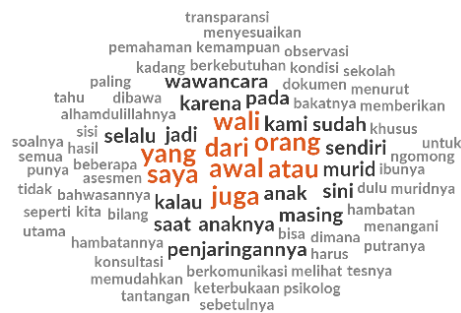 transparansi
menyesuaikan
pemahaman kemampuan observasi
kadang berkebutuhan kondisi sekolah
paling wawancara dokumen menurut
tahu dibawa karena pada bakatnya memberikan
alhamdulillahnya wali kami sudah khusus
soalnya sisi selalu jadi dari orang sendiri untuk
semua hasil yang ngomong
punya beberapa saya awal atau murid ibunya
asesmen
tidak bahwasannya juga anak sini dulu muridnya
kalau
seperti kita bilang masing hambatan
utama saat anaknya bisa dimana menangani
hambatannya penjaringannya harus putranya
konsultasi berkomunikasi melihat tesnya
memudahkan keterbukaan psikolog
tantangan
sebetulnya